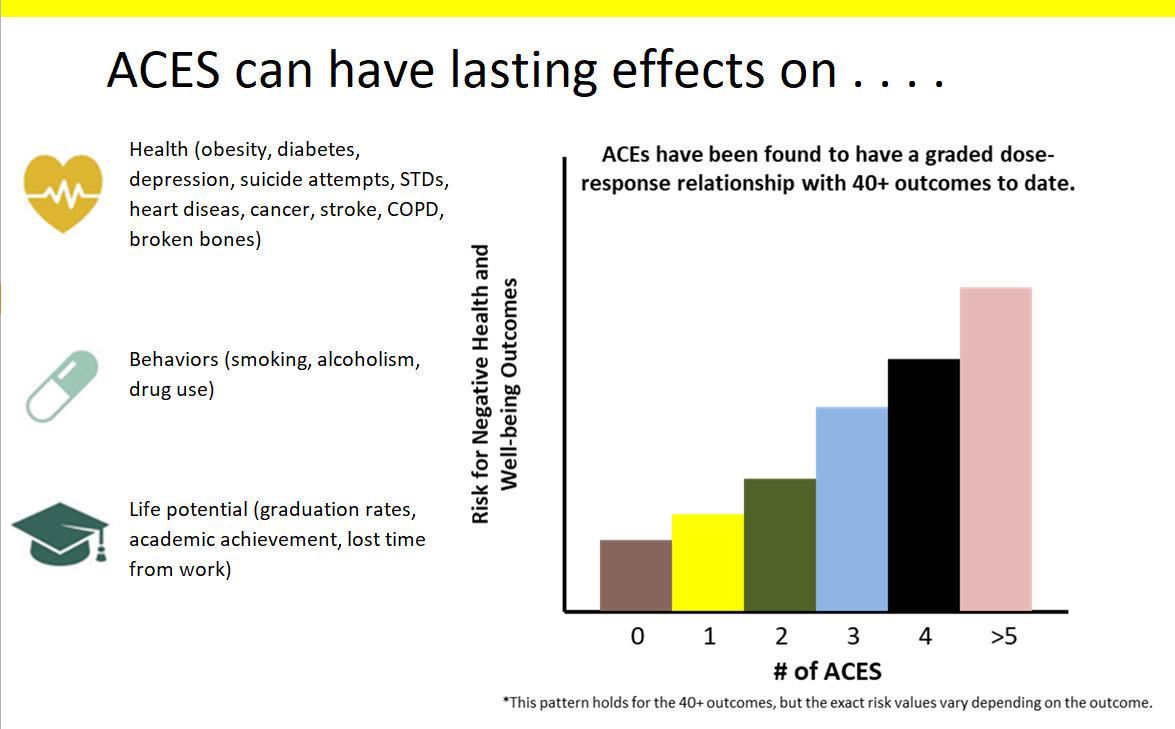 ACES can have lasting effects on . . . .
Health (obesity, diabetes,
depression, suicide attempts, STDs,
heart diseas, cancer, stroke, COPD,
broken bones)
Behaviors (smoking, alcoholism,
drug use)
Life potential (graduation rates,
academic achievement, lost time
from work)
ACEs have been found to have a graded dose-
response relationship with 40+ outcomes to date.
Risk for Negative Health and
Well-being Outcomes
0 1 2 3 4 >5
# of ACES
*This pattern holds for the 40+ outcomes, but the exact risk values vary depending on the outcome.